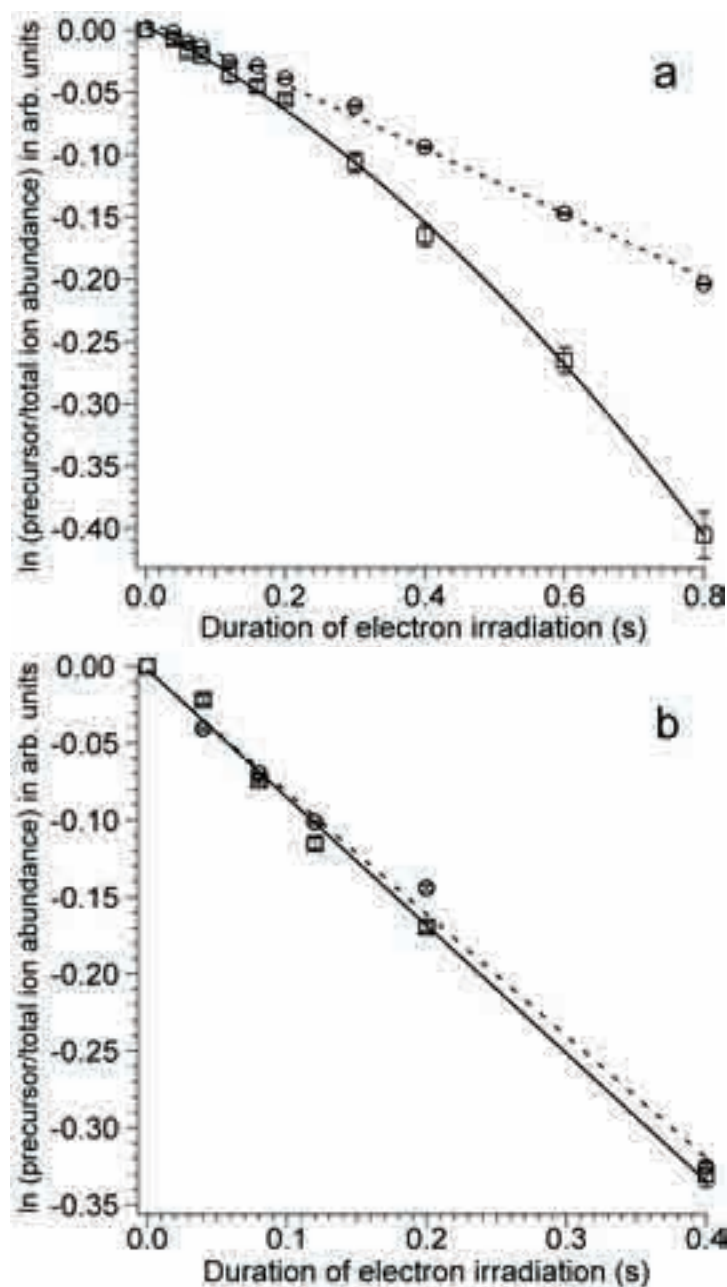 a
ln (precursor/total ion abundance) in arb. units
0.00
-0.05
-0.10
-0.15
-0.20
-0.25
-0.30
-0.35
-0.40
0.0 0.2 0.4 0.6 0.8
Duration of electron irradiation (s)
b
ln (precursor/total ion abundance) in arb. units
0.00
-0.05
-0.10
-0.15
-0.20
-0.25
-0.30
-0.35
0.0 0.1 0.2 0.3 0.4
Duration of electron irradiation (s)